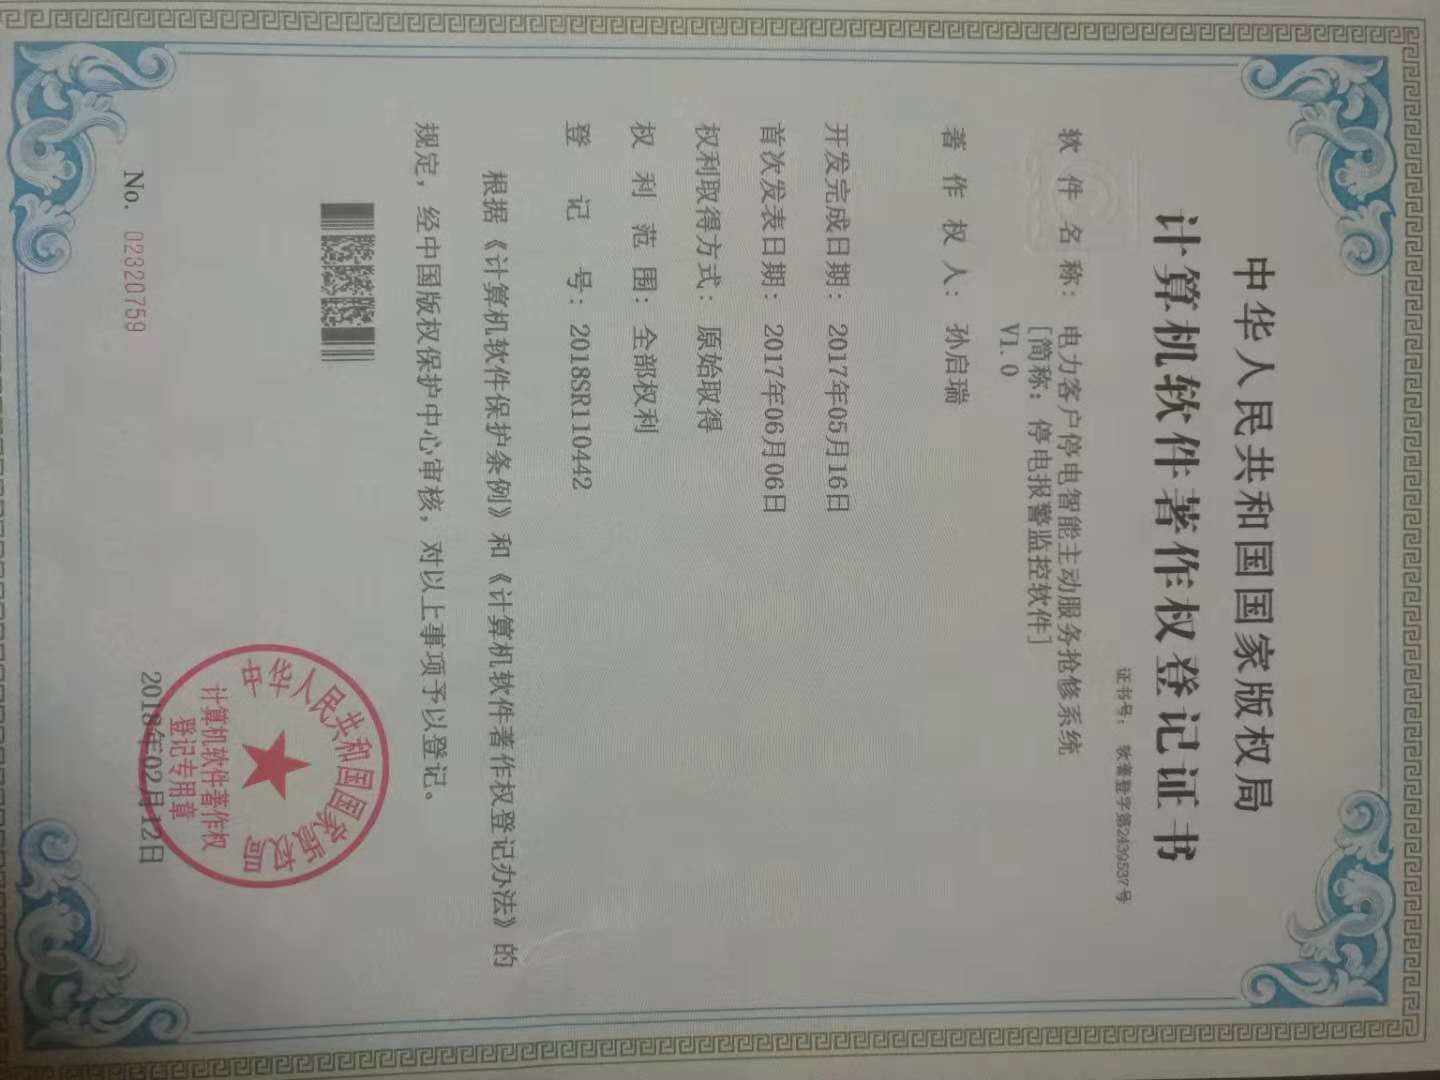 中华人民共和国国家版权局
计算机软件著作权登记证书
证书号： 软著登字第2439537号
软件名称： 电力客户停电智能主动服务抢修系统
[简称：停电报警监控软件]
V1.0
著作权人： 孙启瑞
开发完成日期： 2017年05月16日
首次发表日期： 2017年06月06日
权利取得方式： 原始取得
权利范围： 全部权利
登记号： 2018SR110442
根据《计算机软件保护条例》和《计算机软件著作权登记办法》的
规定，经中国版权保护中心审核，对以上事项予以登记。
中华人民共和国国家版权局
计算机软件著作权
登记专用章
No. 02320759
2018年02月12日